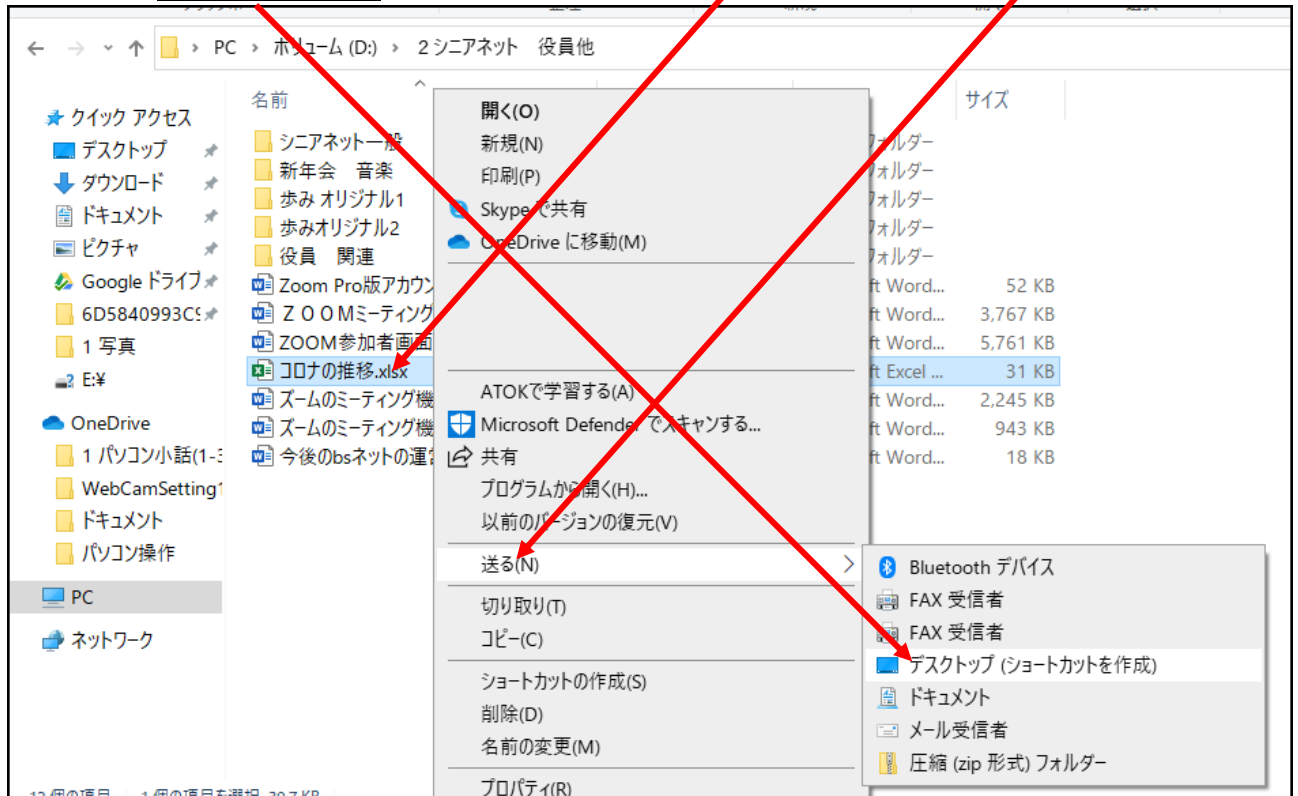 PC › ボリューム (D:) › 2 シニアネット 役員他
名前
サイズ
クイック アクセス
デスクトップ
ダウンロード
ドキュメント
ピクチャ
Google ドライブ
6D5840993C9
1 写真
E:¥
OneDrive
1 パソコン小話(1-3
WebCamSetting1
ドキュメント
パソコン操作
PC
ネットワーク
シニアネット一般
新年会 音楽
歩み オリジナル1
歩みオリジナル2
役員 関連
Zoom Pro版アカウン
ＺＯＯＭミーティング
ZOOM参加者画面
コロナの推移.xlsx
ズームのミーティング機
ズームのミーティング機
今後のbsネットの運営
開く(O)
新規(N)
印刷(P)
Skype で共有
OneDrive に移動(M)
ATOKで学習する(A)
Microsoft Defender でスキャンする...
共有
プログラムから開く(H)...
以前のバージョンの復元(V)
送る(N)
切り取り(T)
コピー(C)
ショートカットの作成(S)
削除(D)
名前の変更(M)
プロパティ(R)
フォルダー
フォルダー
フォルダー
フォルダー
フォルダー
ft Word... 52 KB
ft Word... 3,767 KB
ft Word... 5,761 KB
ft Excel ... 31 KB
ft Word... 2,245 KB
ft Word... 943 KB
ft Word... 18 KB
Bluetooth デバイス
FAX 受信者
FAX 受信者
デスクトップ (ショートカットを作成)
ドキュメント
メール受信者
圧縮 (zip 形式) フォルダー